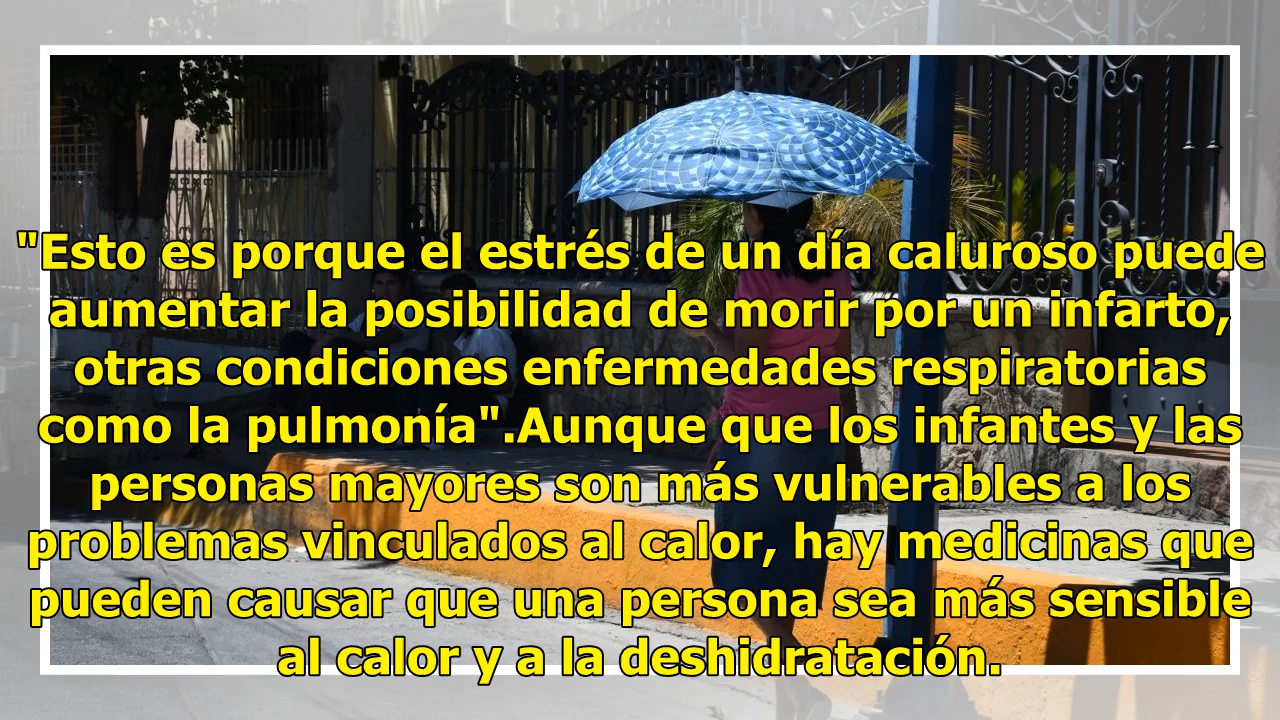 "Esto es porque el estrés de un día caluroso puede
aumentar la posibilidad de morir por un infarto,
otras condiciones enfermedades respiratorias
como la pulmonía".Aunque que los infantes y las
personas mayores son más vulnerables a los
problemas vinculados al calor, hay medicinas que
pueden causar que una persona sea más sensible
al calor y a la deshidratación.